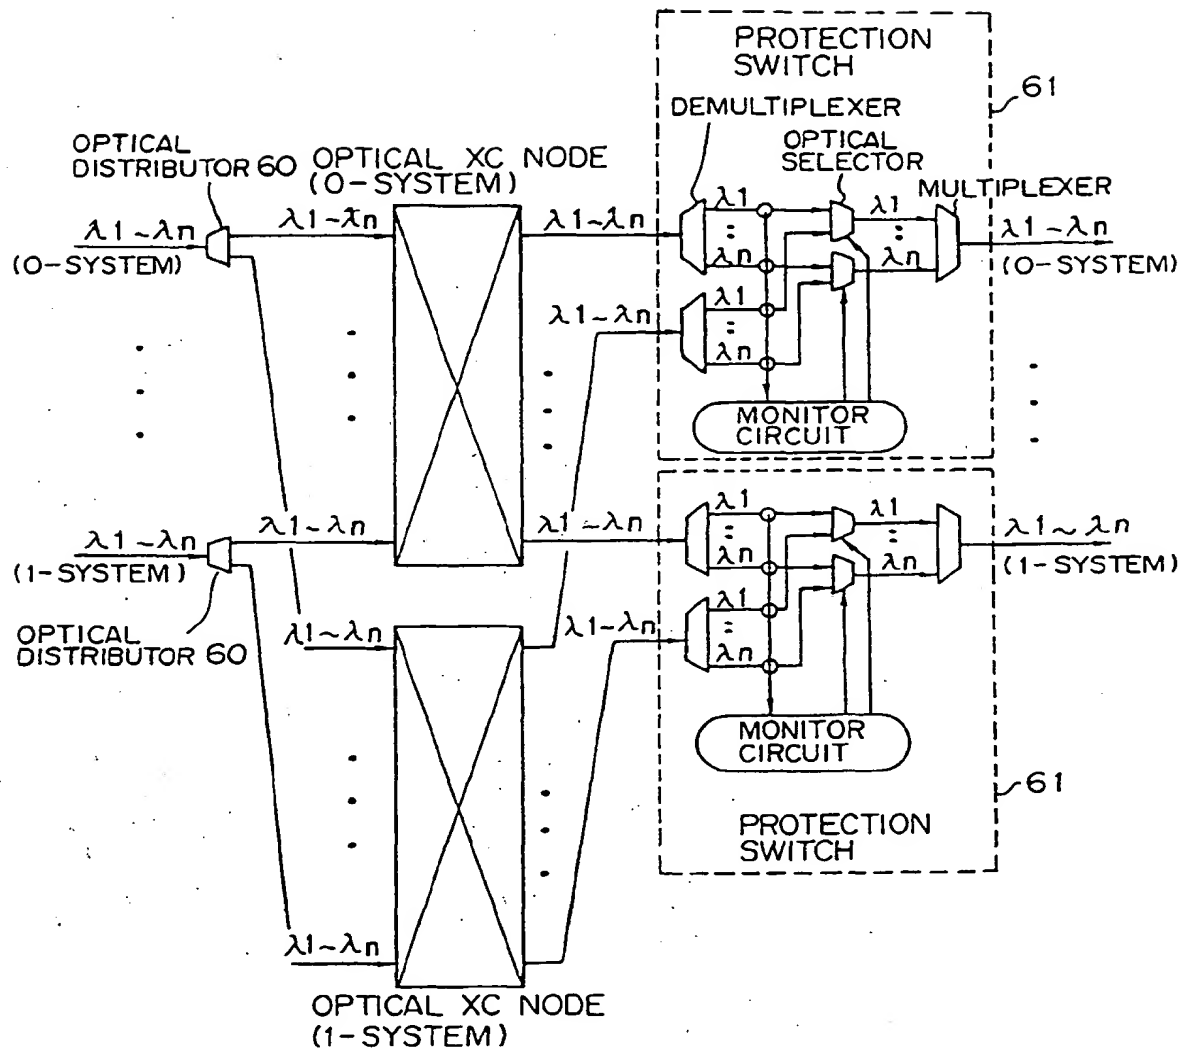 PROTECTION
SWITCH
61
DEMULTIPLEXER
OPTICAL
SELECTOR
MULTIPLEXER
OPTICAL
DISTRIBUTOR 60
OPTICAL XC NODE
(0-SYSTEM)
λ1~λn
(0-SYSTEM)
λ1~λn
λ1~λn
λ1
λn
λ1
λn
λ1~λn
(0-SYSTEM)
λ1~λn
λ1
λn
MONITOR
CIRCUIT
λ1~λn
(1-SYSTEM)
λ1~λn
λ1~λn
λ1
λn
λ1
λn
λ1~λn
(1-SYSTEM)
OPTICAL
DISTRIBUTOR 60
λ1~λn
λ1~λn
λ1
λn
MONITOR
CIRCUIT
61
PROTECTION
SWITCH
λ1~λn
OPTICAL XC NODE
(1-SYSTEM)